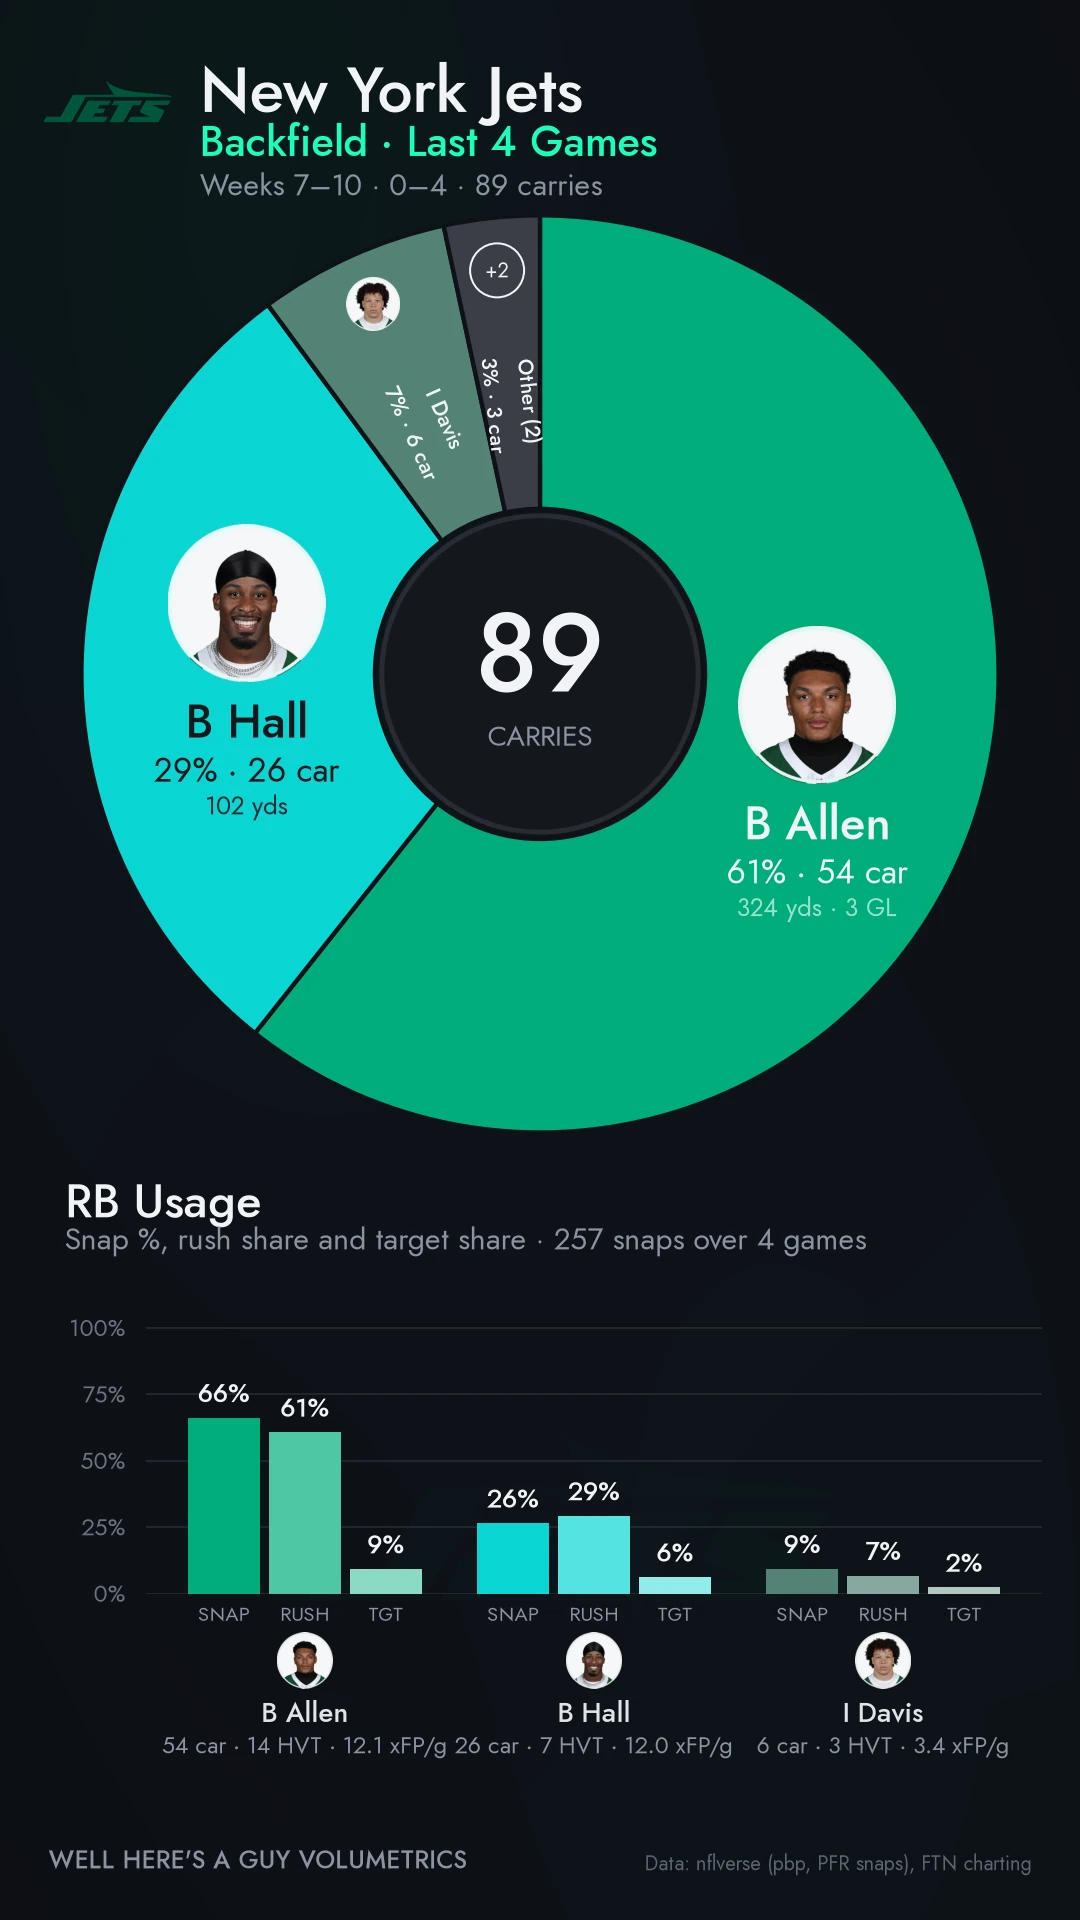 JETS
New York Jets
Backfield · Last 4 Games
Weeks 7–10 · 0–4 · 89 carries
+2
Other (2)
3% · 3 car
I Davis
7% · 6 car
B Hall
29% · 26 car
102 yds
89
CARRIES
B Allen
61% · 54 car
324 yds · 3 GL
RB Usage
Snap %, rush share and target share · 257 snaps over 4 games
100%
75%
50%
25%
0%
66% 61% 9% 26% 29% 6% 9% 7% 2%
SNAP RUSH TGT SNAP RUSH TGT SNAP RUSH TGT
B Allen B Hall I Davis
54 car · 14 HVT · 12.1 xFP/g 26 car · 7 HVT · 12.0 xFP/g 6 car · 3 HVT · 3.4 xFP/g
WELL HERE'S A GUY VOLUMETRICS
Data: nflverse (pbp, PFR snaps), FTN charting